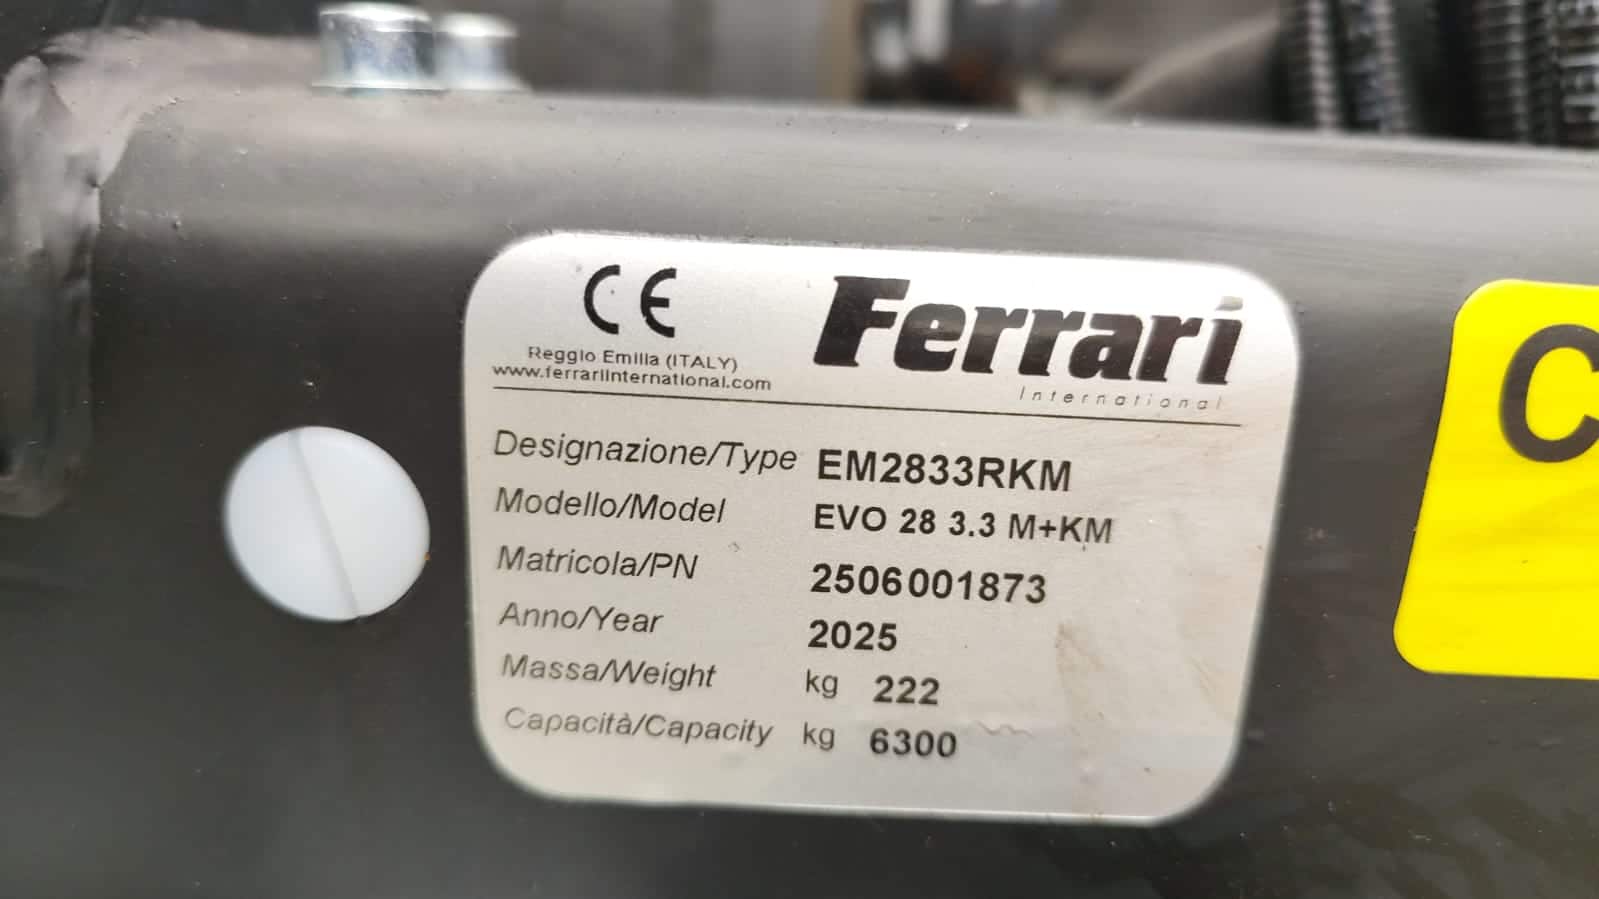 CE
Ferrari
International
Reggio Emilia (ITALY)
www.ferrariinternational.com
Designazione/Type EM2833RKM
Modello/Model EVO 28 3.3 M+KM
Matricola/PN 2506001873
Anno/Year 2025
Massa/Weight kg 222
Capacità/Capacity kg 6300
C